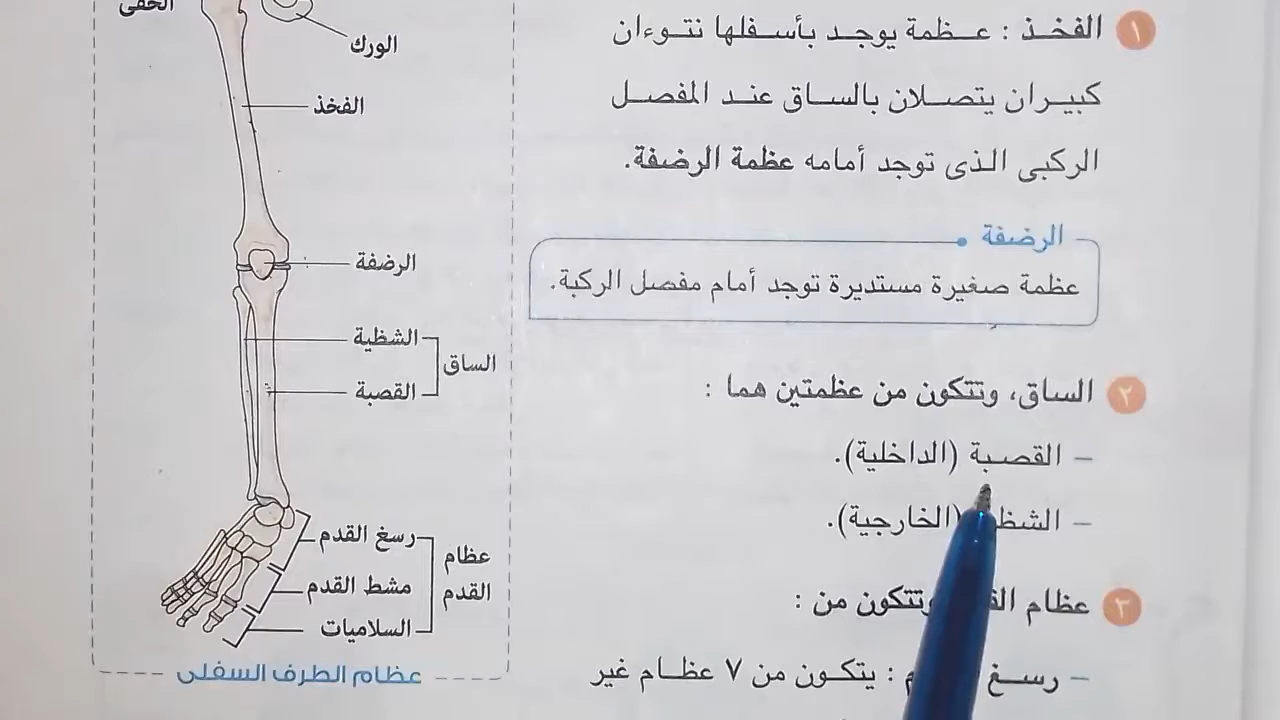 ١ الفخذ : عظمة يوجد بأسفلها نتوءان
كبيران يتصلان بالساق عند المفصل
الركبى الذى توجد أمامه عظمة الرضفة.
الرضفة
عظمة صغيرة مستديرة توجد أمام مفصل الركبة.
٢ الساق، وتتكون من عظمتين هما :
– القصبة (الداخلية).
– (الخارجية).
٣ عظام وتتكون من :
– رسغ : يتكون من ٧ عظام غير
الورك
الفخذ
الرضفة
الشظية
الساق
القصبة
رسغ القدم
عظام
القدم
مشط القدم
السلاميات
عظام الطرف السفلى